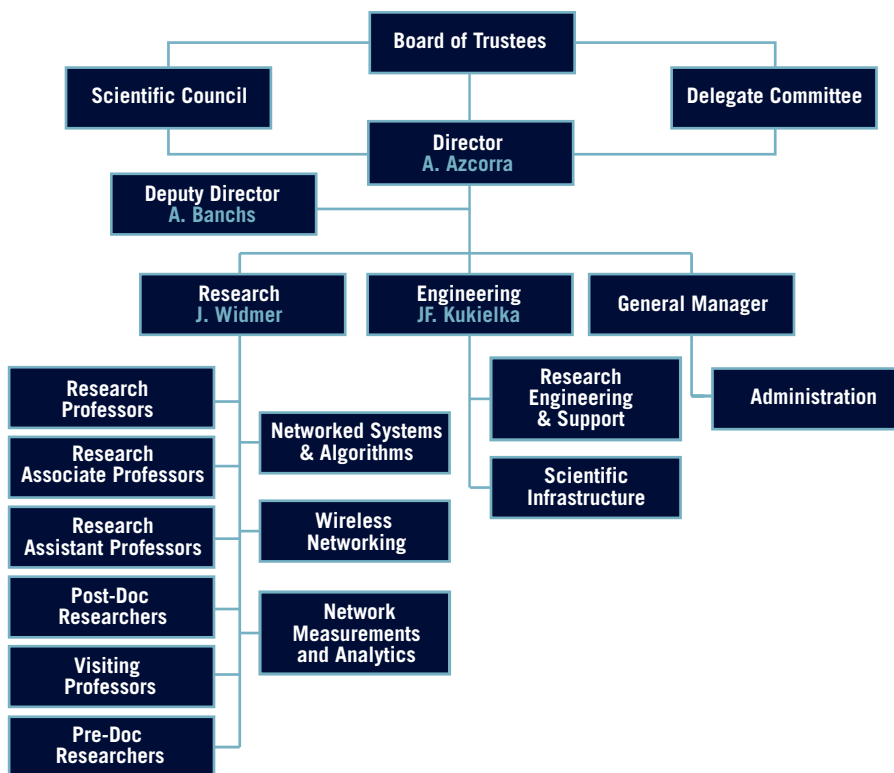 Board of Trustees
Scientific Council
Delegate Committee
Director
A. Azcorra
Deputy Director
A. Banchs
Research
J. Widmer
Engineering
JF. Kukielka
General Manager
Research
Professors
Research
Associate Professors
Research
Assistant Professors
Post-Doc
Researchers
Visiting
Professors
Pre-Doc
Researchers
Networked Systems
& Algorithms
Wireless
Networking
Network
Measurements
and Analytics
Research
Engineering
& Support
Scientific
Infrastructure
Administration